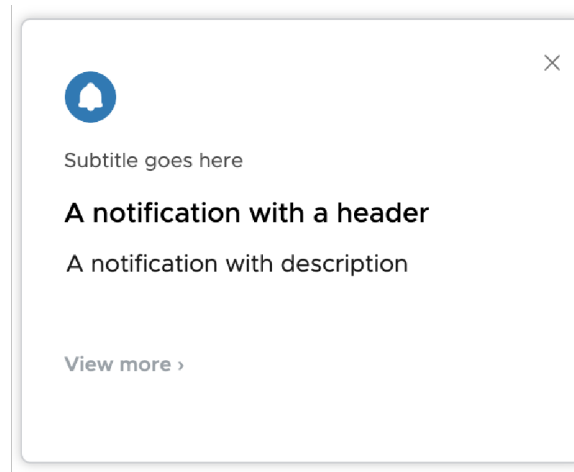 Subtitle goes here
A notification with a header
A notification with description
View more ›